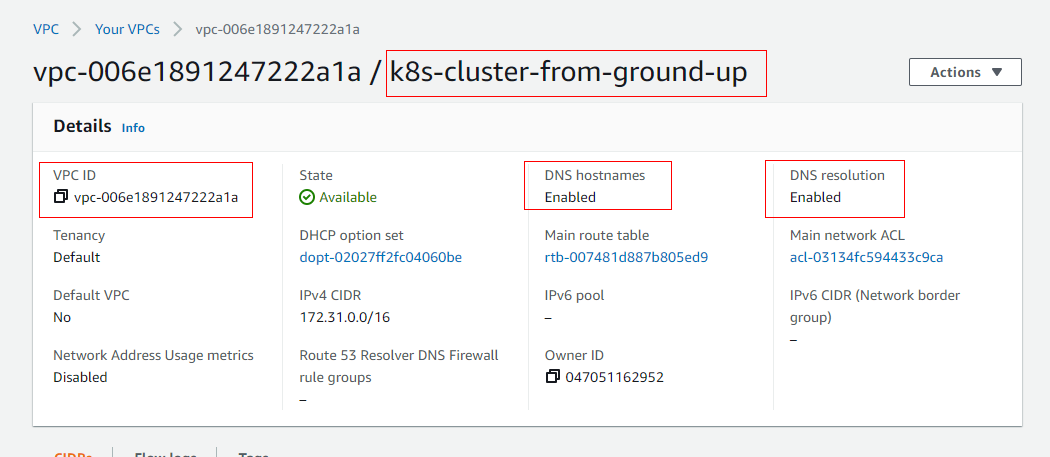 VPC > Your VPCs > vpc-006e1891247222a1a
vpc-006e1891247222a1a / k8s-cluster-from-ground-up
Actions ▼
Details Info
VPC ID
vpc-006e1891247222a1a
State
Available
DNS hostnames
Enabled
DNS resolution
Enabled
Tenancy
Default
DHCP option set
dopt-02027ff2fc04060be
Main route table
rtb-007481d887b805ed9
Main network ACL
acl-03134fc594433c9ca
Default VPC
No
IPv4 CIDR
172.31.0.0/16
IPv6 pool
–
IPv6 CIDR (Network border
group)
–
Network Address Usage metrics
Disabled
Route 53 Resolver DNS Firewall
rule groups
–
Owner ID
047051162952
CIDRs
Flow logs
Tags